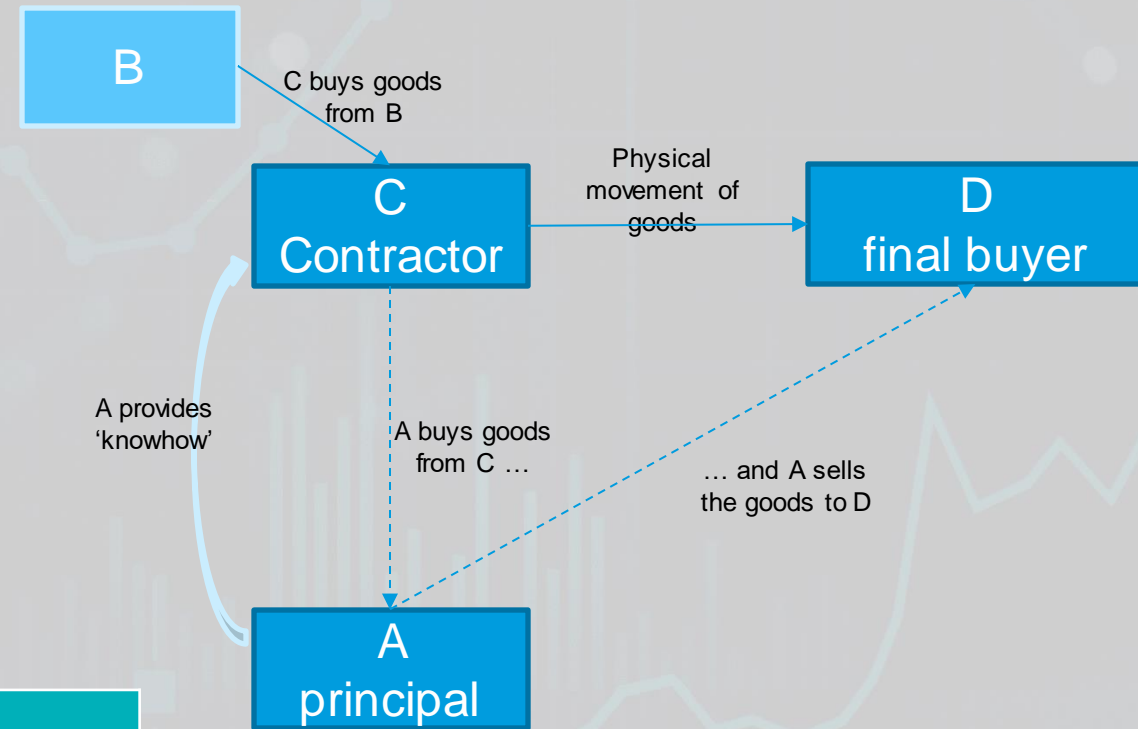 B
C buys goods
from B
C
Contractor
Physical
movement of
goods
D
final buyer
A provides
‘knowhow’
A buys goods
from C …
… and A sells
the goods to D
A
principal